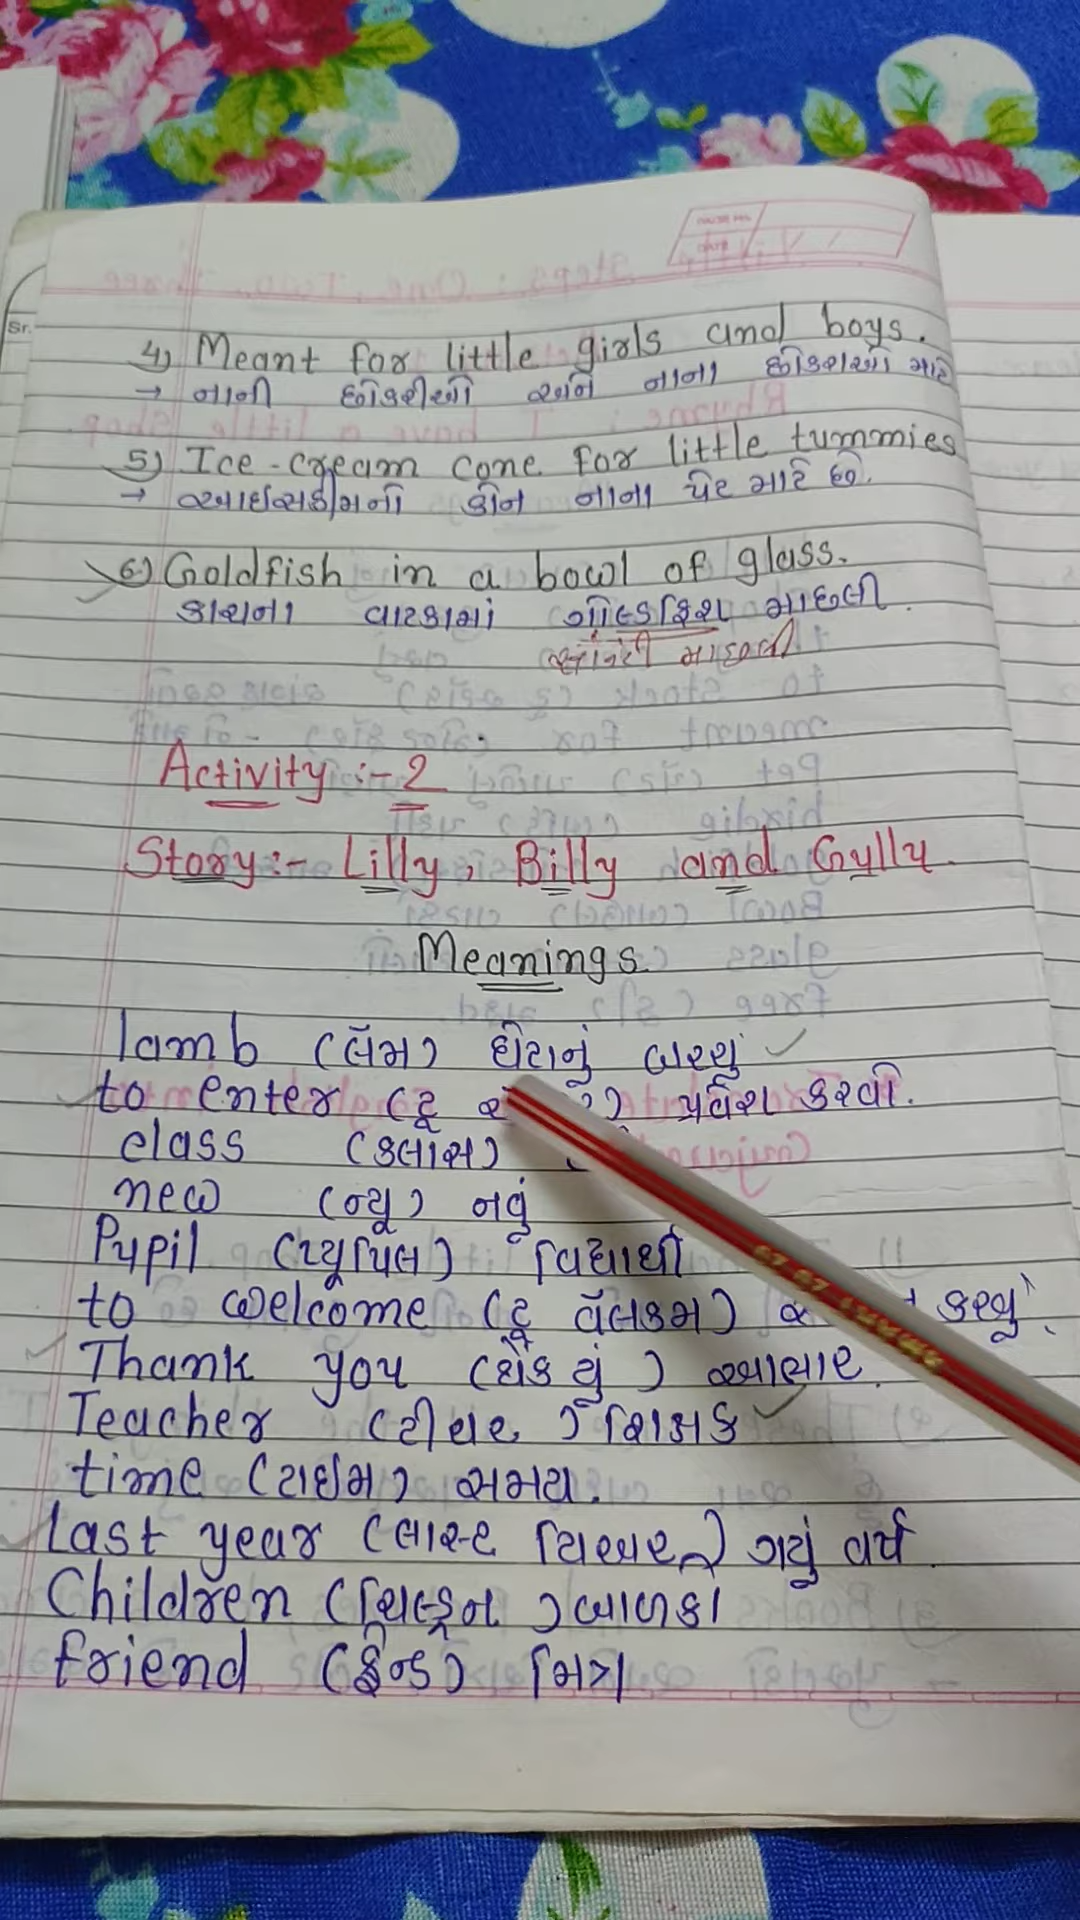 4) Meant for little girls and boys.
→ નાની છોકરીઓ અને નાના છોકરાઓ માટે
5) Ice-cream cone for little tummies
→ આઇસક્રીમનો કોન નાના પેટ માટે છે.
6) Goldfish in a bowl of glass.
કાચના વાટકામાં ગોલ્ડફિશ માછલી.
સોનેરી માછલી
Activity :- 2
Story:- Lilly, Billy and Gylly.
Meanings
lamb (લૅમ) ઘેટાનું બચ્ચું
to enter (ટૂ પ્રવેશ કરવો.
class (ક્લાસ)
new (ન્યૂ) નવું
Pupil (પ્યૂપિલ) વિદ્યાર્થી
to welcome (ટૂ વૅલકમ) કરવું.
Thank you (થેંક યું) આભાર.
Teacher (ટીચર) શિક્ષક
time (ટાઇમ) સમય.
Last year (લાસ્ટ યિઅર) ગયું વર્ષ.
Children (ચિલ્ડ્રન) બાળકો
friend (ફ્રેન્ડ) મિત્ર